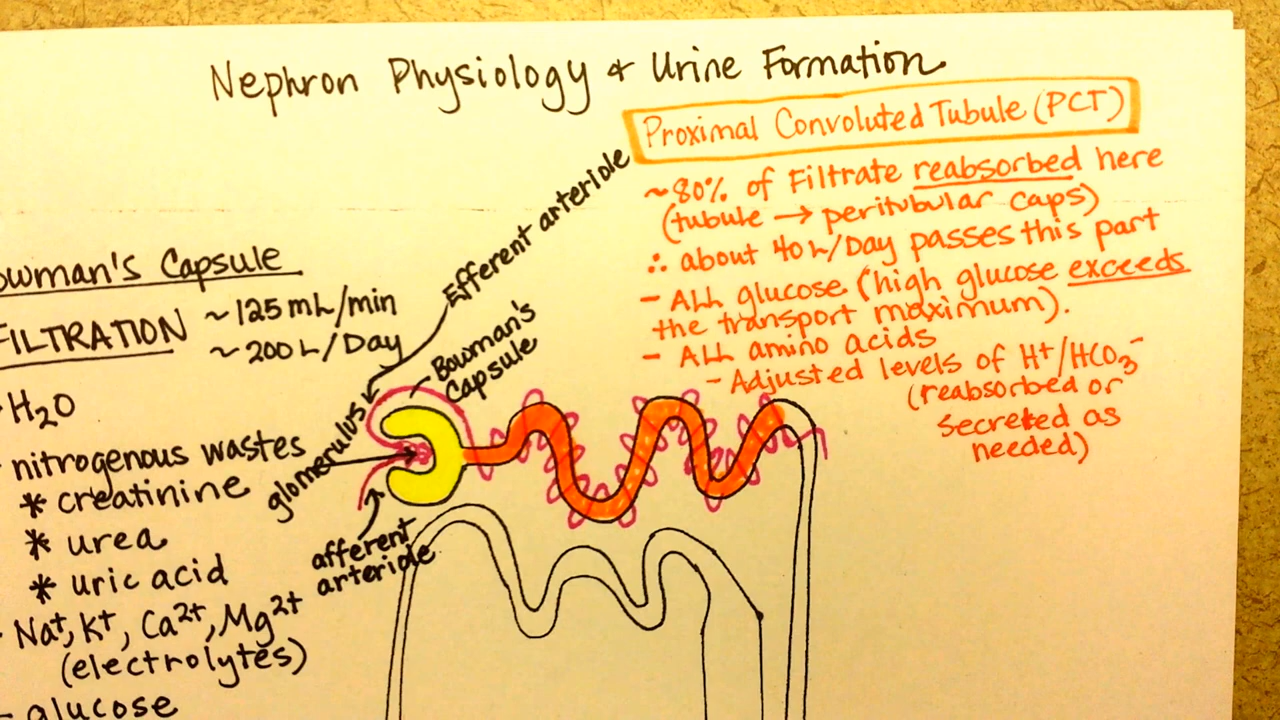 Nephron Physiology & Urine Formation
Proximal Convoluted Tubule (PCT)
~80% of Filtrate reabsorbed here
(tubule → peritubular caps)
∴ about 40 L/Day passes this part
- ALL glucose (high glucose exceeds
the transport maximum).
- ALL amino acids
- Adjusted levels of H⁺/HCO₃⁻
(reabsorbed or
secreted as
needed)
Efferent arteriole
Bowman's
Capsule
glomerulus
afferent
arteriole
owman's Capsule
FILTRATION ~125 mL/min
~200 L/Day
- H₂O
- nitrogenous wastes
* creatinine
* urea
* uric acid
- Na⁺, K⁺, Ca²⁺, Mg²⁺
(electrolytes)
- glucose